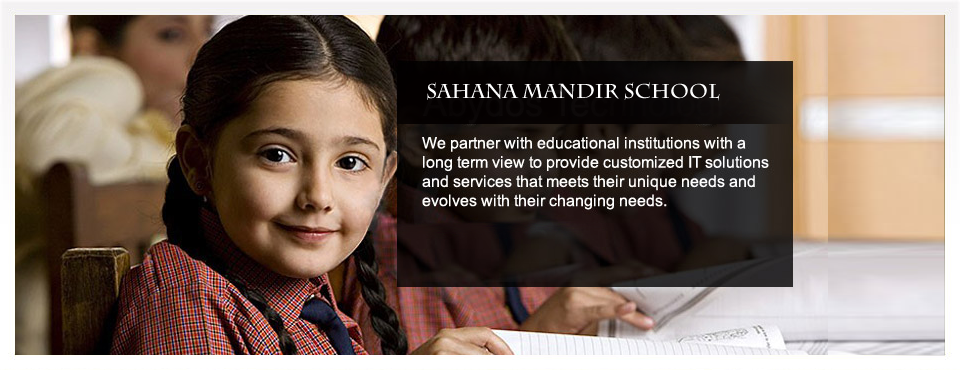 SAHANA MANDIR SCHOOL
We partner with educational institutions with a
long term view to provide customized IT solutions
and services that meets their unique needs and
evolves with their changing needs.